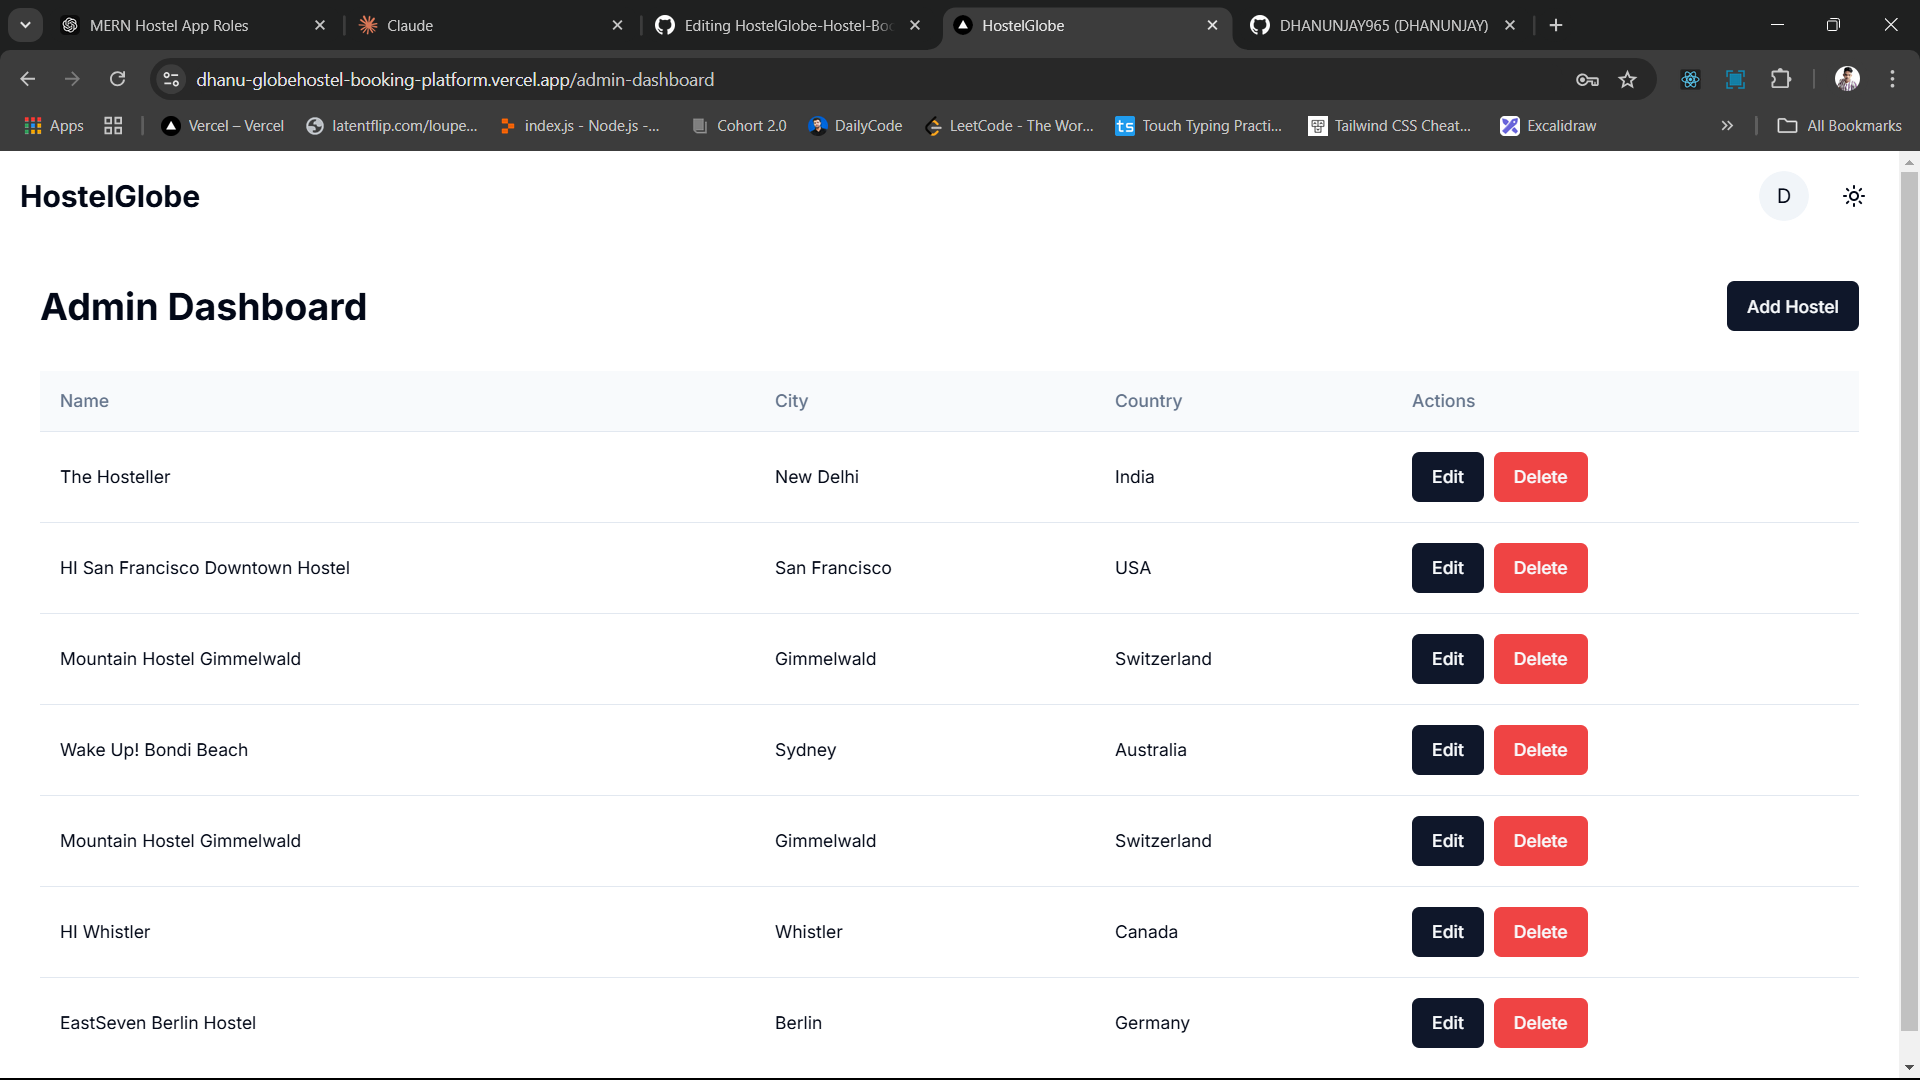 MERN Hostel App Roles
Claude
Editing HostelGlobe-Hostel-Bo
HostelGlobe
DHANUNJAY965 (DHANUNJAY)
dhanu-globehostel-booking-platform.vercel.app/admin-dashboard
Apps
Vercel – Vercel
latentflip.com/loupe...
index.js - Node.js -...
Cohort 2.0
DailyCode
LeetCode - The Wor...
ts
Touch Typing Practi...
Tailwind CSS Cheat...
Excalidraw
All Bookmarks
HostelGlobe
D
Admin Dashboard
Add Hostel
Name City Country Actions
The Hosteller New Delhi India Edit Delete
HI San Francisco Downtown Hostel San Francisco USA Edit Delete
Mountain Hostel Gimmelwald Gimmelwald Switzerland Edit Delete
Wake Up! Bondi Beach Sydney Australia Edit Delete
Mountain Hostel Gimmelwald Gimmelwald Switzerland Edit Delete
HI Whistler Whistler Canada Edit Delete
EastSeven Berlin Hostel Berlin Germany Edit Delete